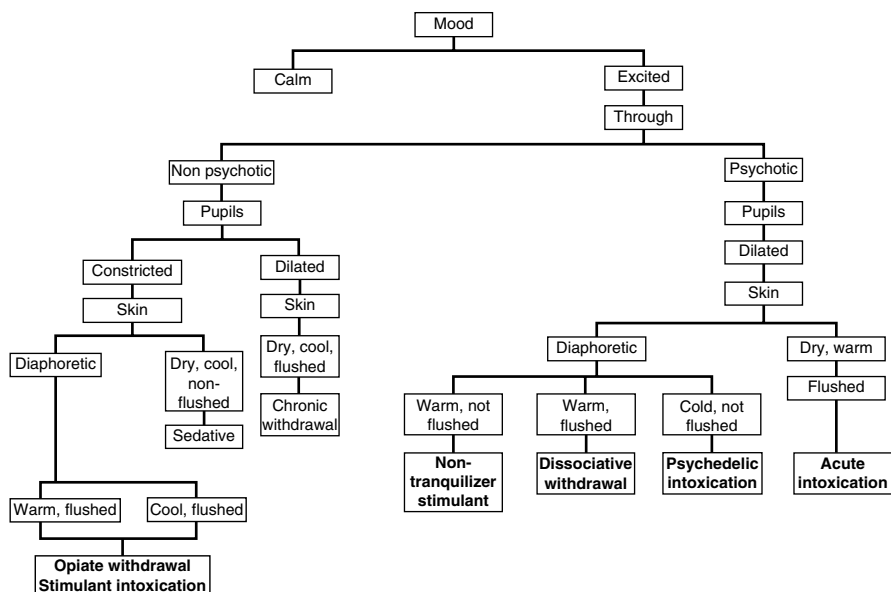 Mood
Calm
Excited
Through
Non psychotic
Psychotic
Pupils
Pupils
Constricted
Dilated
Dilated
Skin
Skin
Skin
Diaphoretic
Dry, cool,
non-
flushed
Dry, cool,
flushed
Diaphoretic
Dry, warm
Sedative
Chronic
withdrawal
Warm, not
flushed
Warm,
flushed
Cold, not
flushed
Flushed
Non-
tranquilizer
stimulant
Dissociative
withdrawal
Psychedelic
intoxication
Acute
intoxication
Warm, flushed
Cool, flushed
Opiate withdrawal
Stimulant intoxication